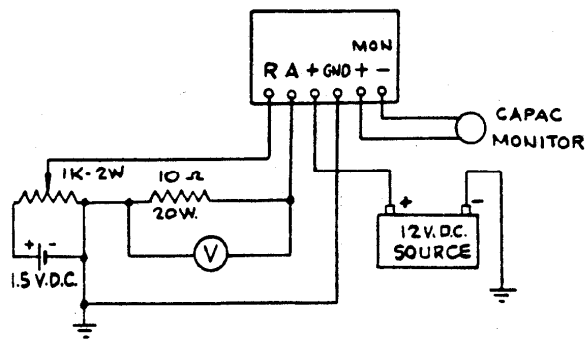 MON
R A + GND + -
CAPAC
MONITOR
1K-2W
10 Ω
20W.
+ -
V
12 V.D.C.
SOURCE
+ -
1.5 V.D.C.